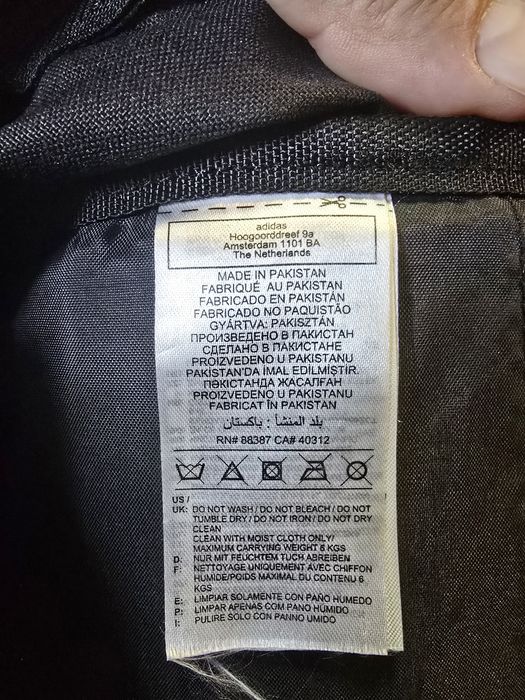 adidas
Hoogoorddreef 9a
Amsterdam 1101 BA
The Netherlands
MADE IN PAKISTAN
FABRIQUÉ AU PAKISTAN
FABRICADO EN PAKISTÁN
FABRICADO NO PAQUISTÃO
GYÁRTVA: PAKISZTÁN
ПРОИЗВЕДЕНО В ПАКИСТАН
СДЕЛАНО В ПАКИСТАНЕ
PROIZVEDENO U PAKISTANU
PAKISTAN'DA IMAL EDİLMİŞTİR.
ПӘКІСТАНДА ЖАСАЛҒАН
PROIZVEDENO U PAKISTANU
FABRICAT ÎN PAKISTAN
بلد المنشأ : باكستان
RN# 88387 CA# 40312
US /
UK: DO NOT WASH / DO NOT BLEACH / DO NOT
TUMBLE DRY / DO NOT IRON / DO NOT DRY
CLEAN
CLEAN WITH MOIST CLOTH ONLY/
MAXIMUM CARRYING WEIGHT 6 KGS
D: NUR MIT FEUCHTEM TUCH ABREIBEN
F: NETTOYAGE UNIQUEMENT AVEC CHIFFON
HUMIDE/POIDS MAXIMAL DU CONTENU 6
KGS
E: LIMPIAR SOLAMENTE CON PAÑO HUMEDO
P: LIMPAR APENAS COM PANO HÚMIDO
I: PULIRE SOLO CON PANNO UMIDO